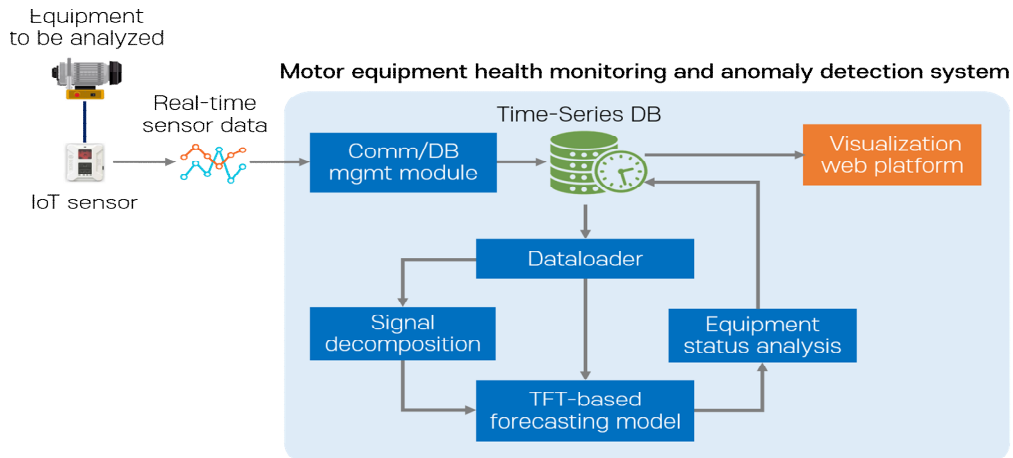 Equipment
to be analyzed
Motor equipment health monitoring and anomaly detection system
Real-time
sensor data
Time-Series DB
Comm/DB
mgmt module
Visualization
web platform
IoT sensor
Dataloader
Signal
decomposition
Equipment
status analysis
TFT-based
forecasting model